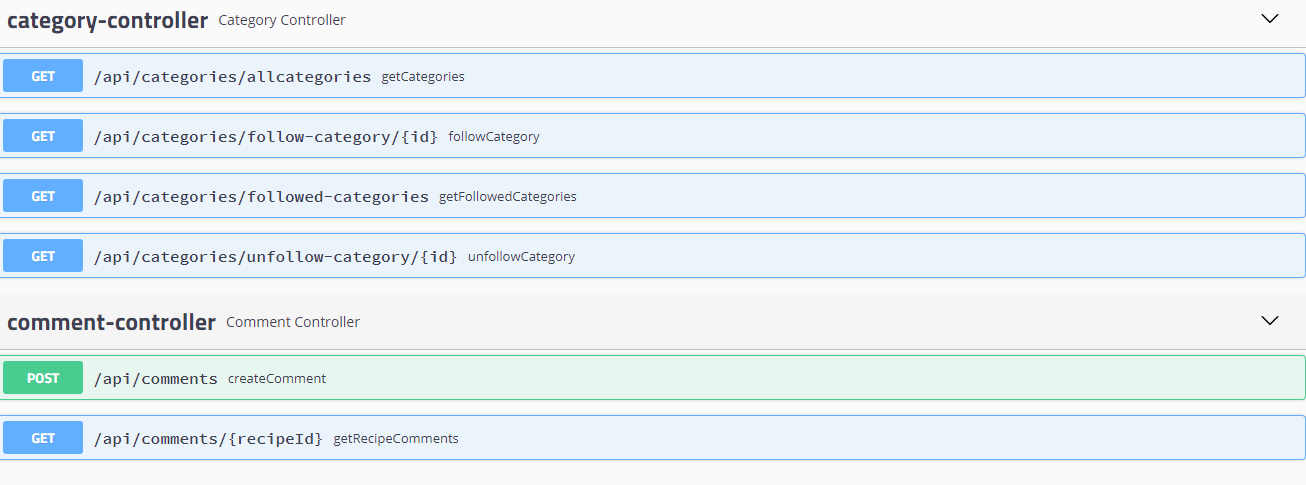 category-controller Category Controller
GET /api/categories/allcategories getCategories
GET /api/categories/follow-category/{id} followCategory
GET /api/categories/followed-categories getFollowedCategories
GET /api/categories/unfollow-category/{id} unfollowCategory
comment-controller Comment Controller
POST /api/comments createComment
GET /api/comments/{recipeId} getRecipeComments